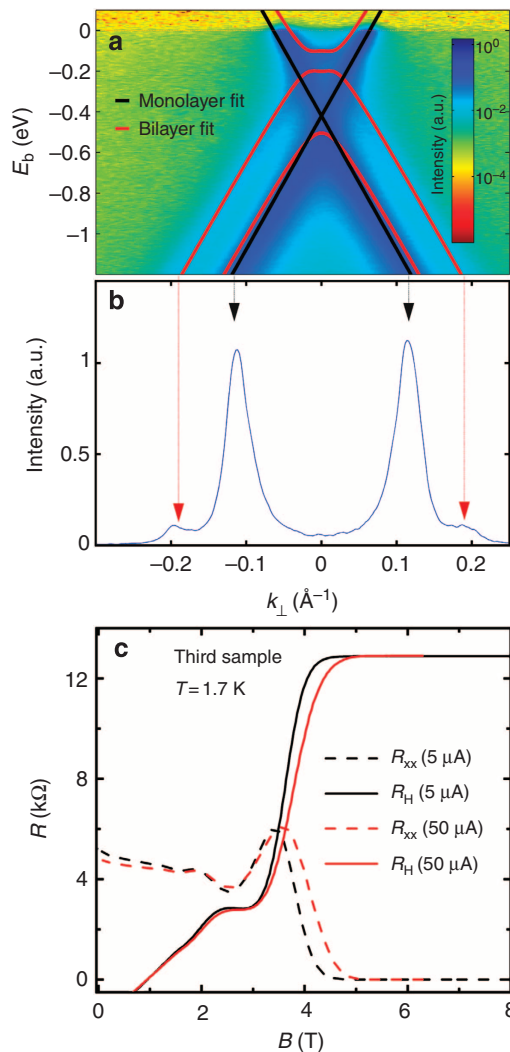 a
0
−0.2
−0.4
−0.6
−0.8
−1
E_b (eV)
Monolayer fit
Bilayer fit
Intensity (a.u.)
10^0
10^−2
10^−4
b
1
0.5
0
Intensity (a.u.)
−0.2 −0.1 0 0.1 0.2
k_⊥ (Å^−1)
c
Third sample
T = 1.7 K
12
8
4
0
R (kΩ)
R_xx (5 μA)
R_H (5 μA)
R_xx (50 μA)
R_H (50 μA)
0 2 4 6 8
B (T)